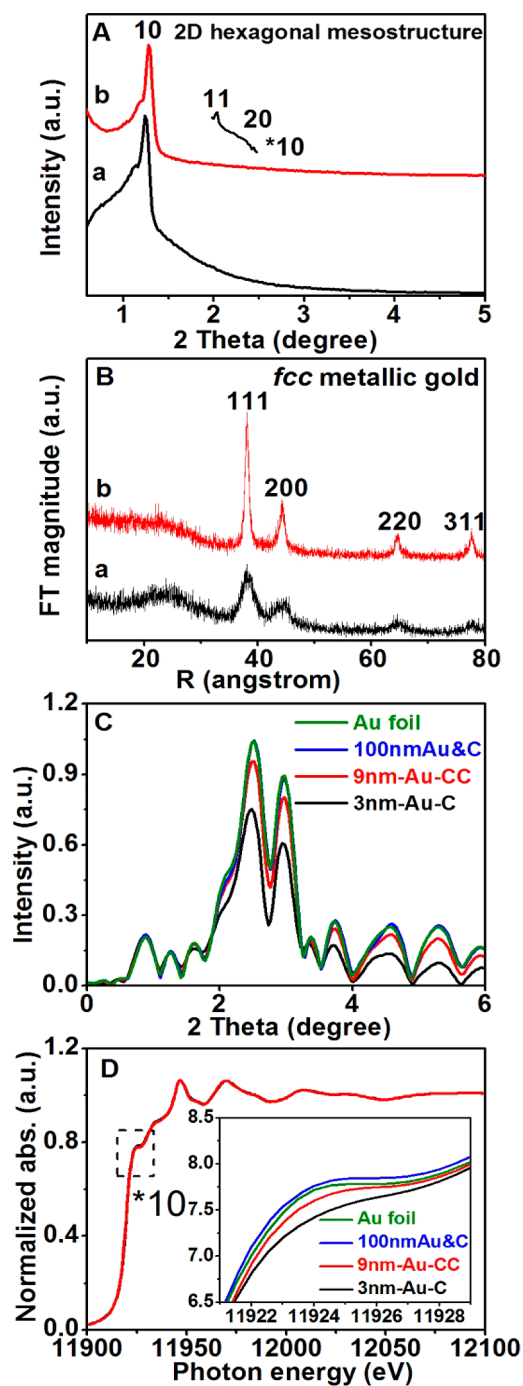 A
10
2D hexagonal mesostructure
b
11
20
*10
a
Intensity (a.u.)
1
2
3
4
5
2 Theta (degree)
B
fcc metallic gold
111
200
220
311
b
a
FT magnitude (a.u.)
20
40
60
80
R (angstrom)
C
1.2
0.9
0.6
0.3
0.0
Au foil
100nmAu&C
9nm-Au-CC
3nm-Au-C
Intensity (a.u.)
0
2
4
6
2 Theta (degree)
D
1.2
0.8
0.4
0.0
*10
8.5
8.0
7.5
7.0
6.5
Au foil
100nmAu&C
9nm-Au-CC
3nm-Au-C
11922
11924
11926
11928
Normalized abs. (a.u.)
11900
11950
12000
12050
12100
Photon energy (eV)